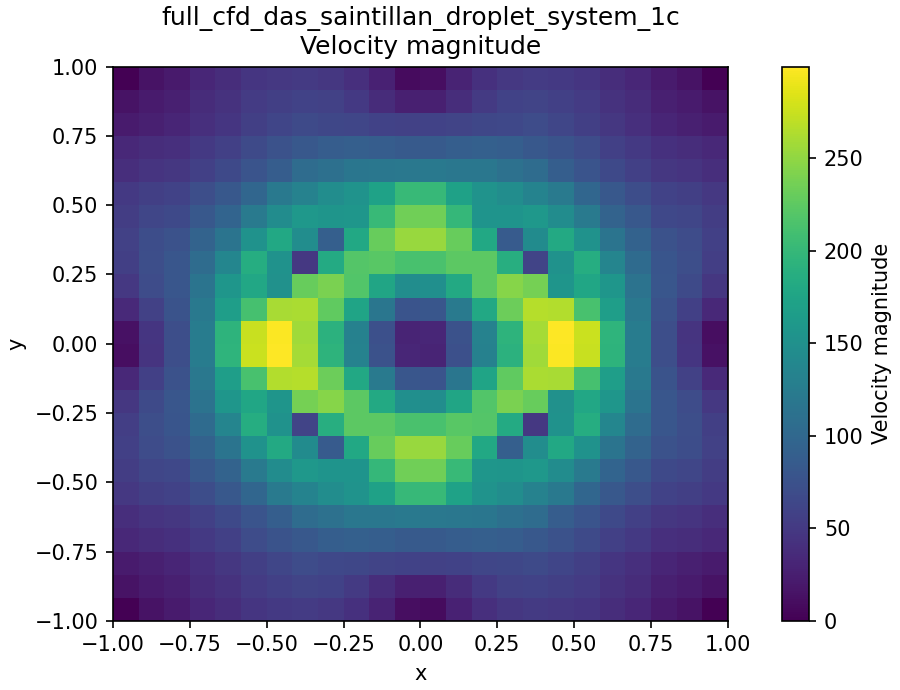 full_cfd_das_saintillan_droplet_system_1c
Velocity magnitude
1.00
0.75
0.50
0.25
0.00
−0.25
−0.50
−0.75
−1.00
y
−1.00 −0.75 −0.50 −0.25 0.00 0.25 0.50 0.75 1.00
x
250
200
150
100
50
0
Velocity magnitude